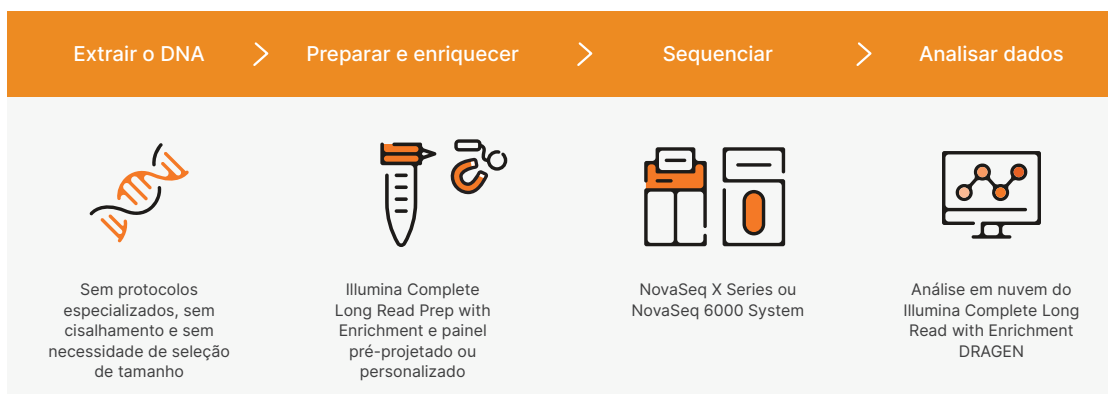 Extrair o DNA
Preparar e enriquecer
Sequenciar
Analisar dados
Sem protocolos
especializados, sem
cisalhamento e sem
necessidade de seleção
de tamanho
Illumina Complete
Long Read Prep with
Enrichment e painel
pré-projetado ou
personalizado
NovaSeq X Series ou
NovaSeq 6000 System
Análise em nuvem do
Illumina Complete Long
Read with Enrichment
DRAGEN